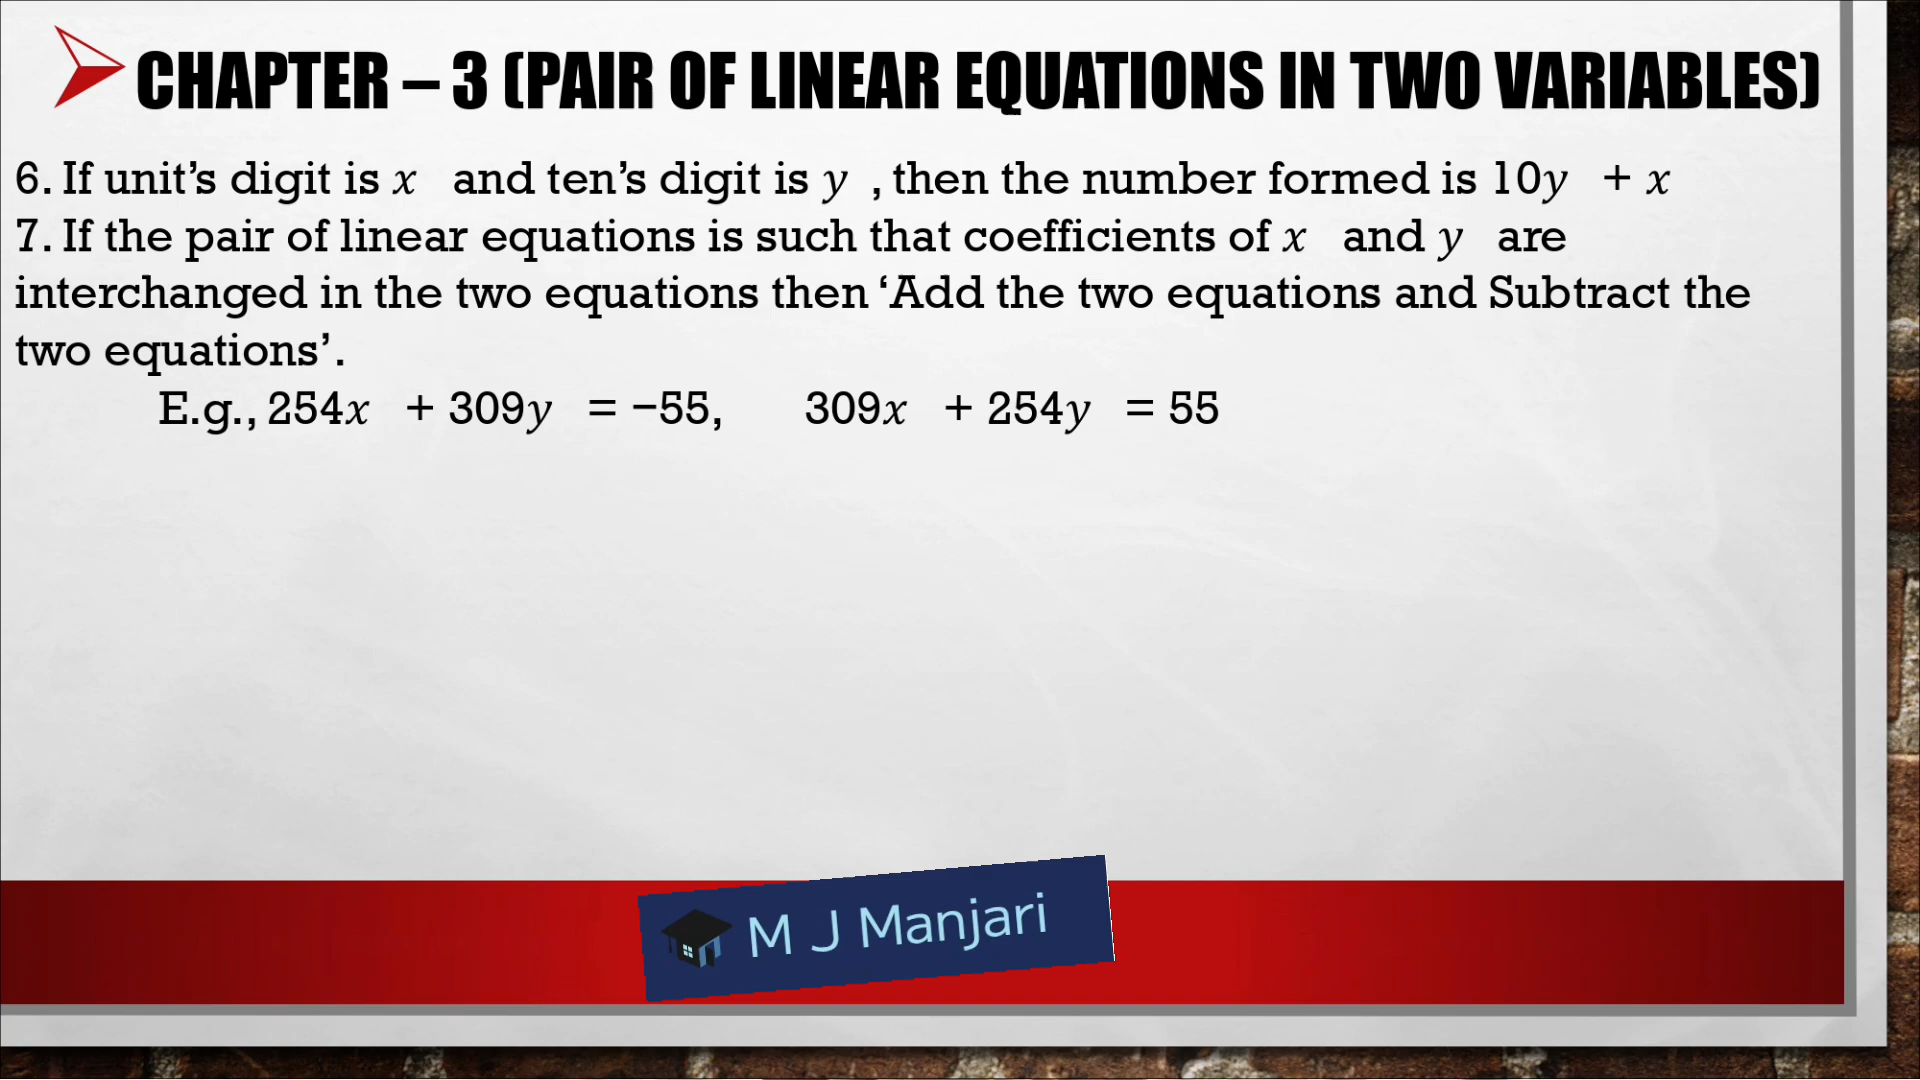 CHAPTER – 3 (PAIR OF LINEAR EQUATIONS IN TWO VARIABLES)
6. If unit’s digit is 𝑥 and ten’s digit is 𝑦 , then the number formed is 10𝑦 + 𝑥
7. If the pair of linear equations is such that coefficients of 𝑥 and 𝑦 are
interchanged in the two equations then ‘Add the two equations and Subtract the
two equations’.
E.g., 254𝑥 + 309𝑦 = −55, 309𝑥 + 254𝑦 = 55
M J Manjari